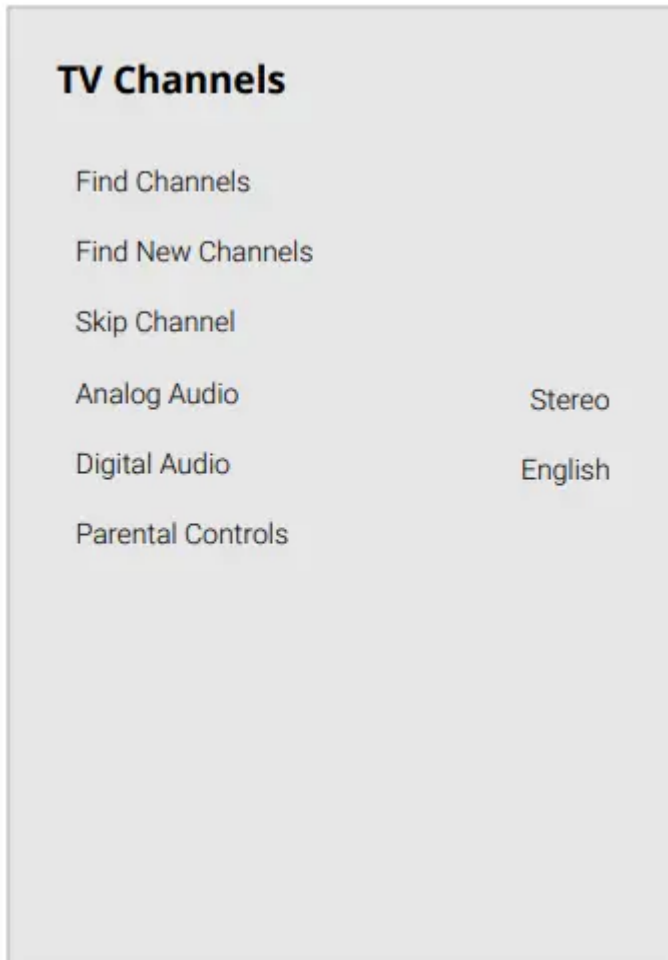 TV Channels
Find Channels
Find New Channels
Skip Channel
Analog Audio Stereo
Digital Audio English
Parental Controls